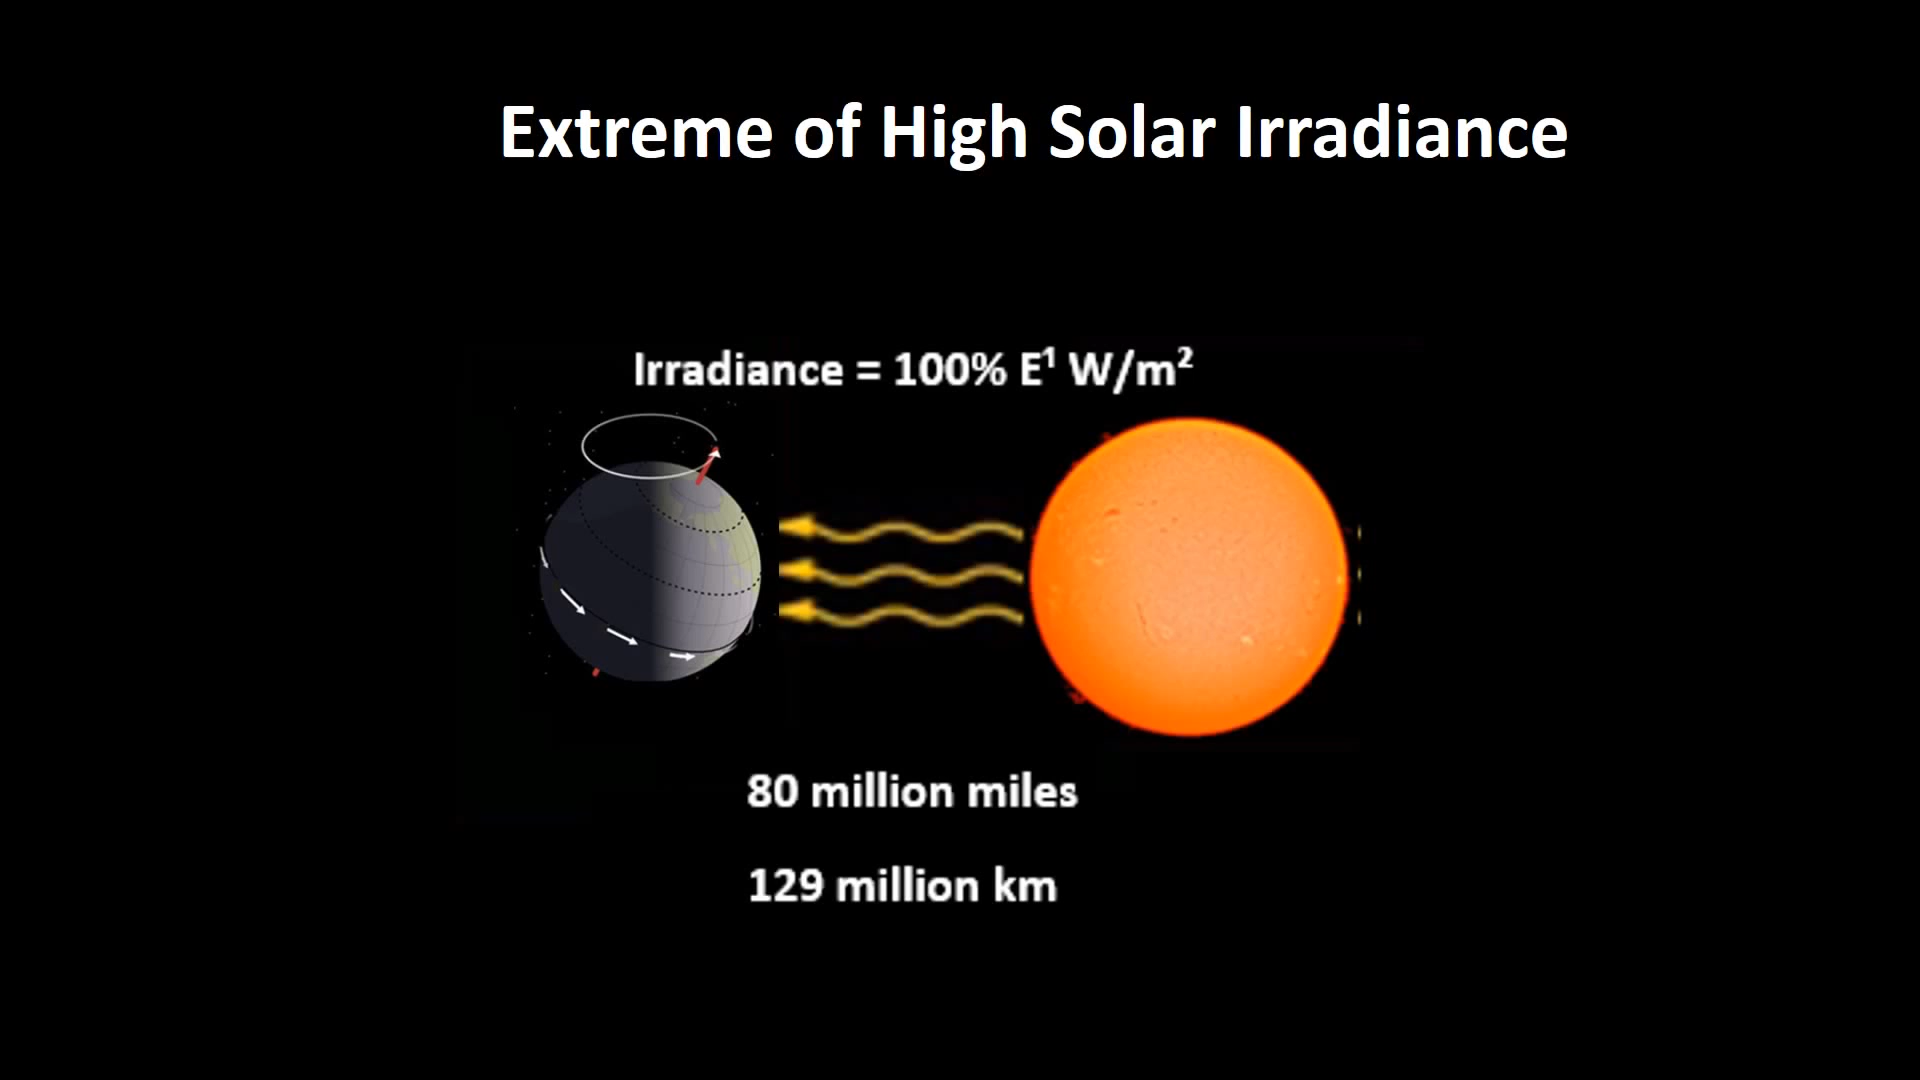 Extreme of High Solar Irradiance
Irradiance = 100% E¹ W/m²
80 million miles
129 million km